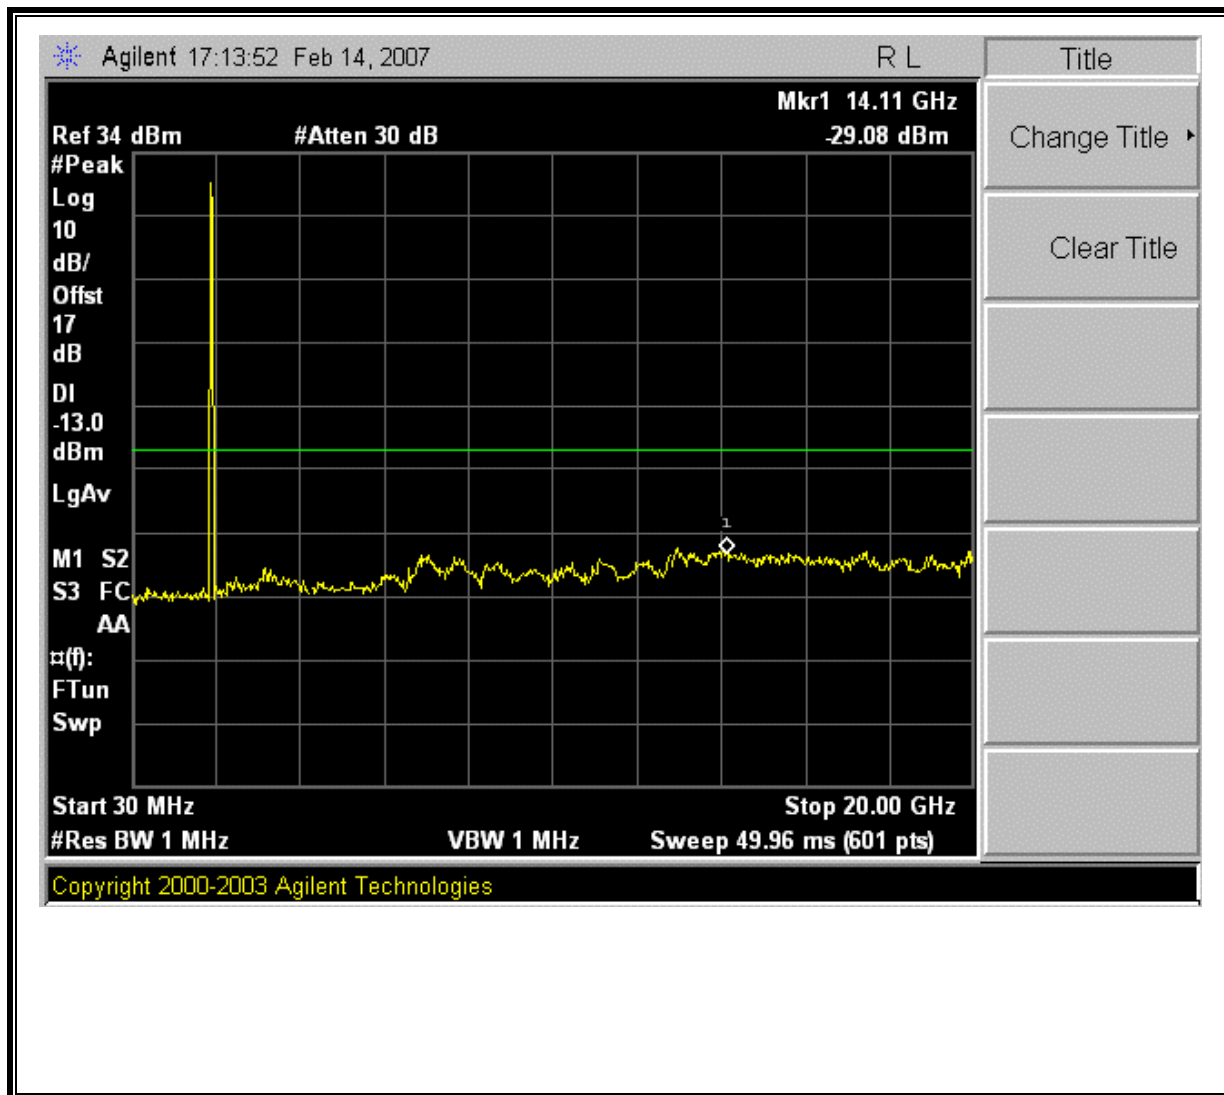 Agilent 17:13:52 Feb 14, 2007 R L
Title
Mkr1 14.11 GHz
Ref 34 dBm #Atten 30 dB -29.08 dBm
Change Title
#Peak
Log
10
dB/
Offst
17
dB
DI
-13.0
dBm
LgAv
1
M1 S2
S3 FC
AA
¤(f):
FTun
Swp
Clear Title
Start 30 MHz Stop 20.00 GHz
#Res BW 1 MHz VBW 1 MHz Sweep 49.96 ms (601 pts)
Copyright 2000-2003 Agilent Technologies